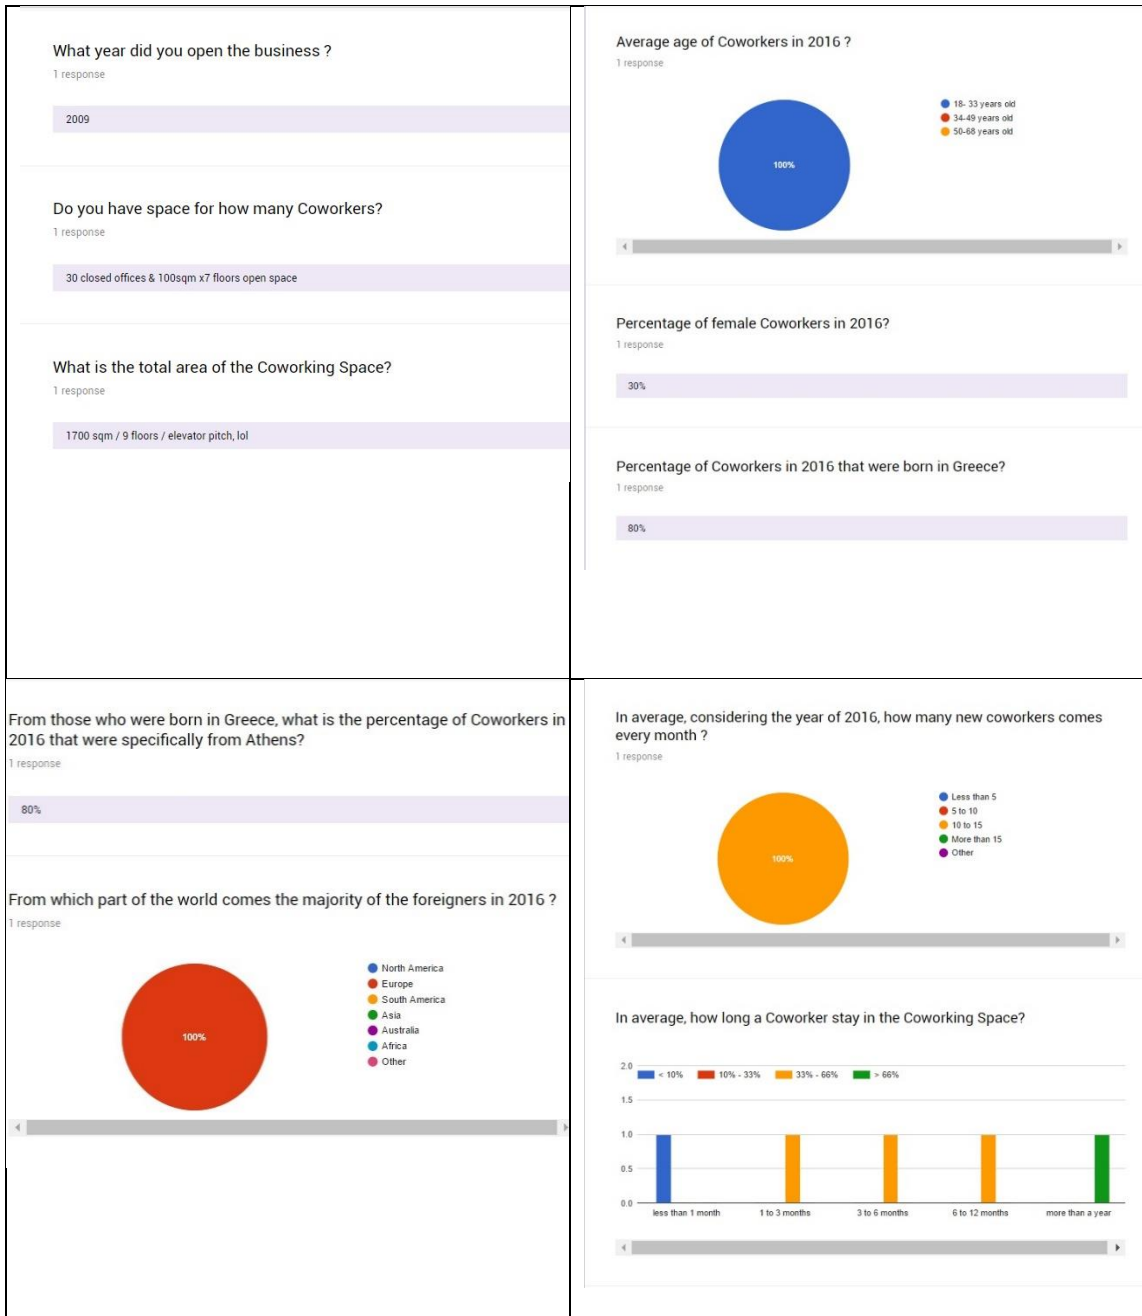 What year did you open the business ?
1 response
2009
Do you have space for how many Coworkers?
1 response
30 closed offices & 100sqm x7 floors open space
What is the total area of the Coworking Space?
1 response
1700 sqm / 9 floors / elevator pitch, lol
Average age of Coworkers in 2016 ?
1 response
100%
18- 33 years old
34-49 years old
50-68 years old
Percentage of female Coworkers in 2016?
1 response
30%
Percentage of Coworkers in 2016 that were born in Greece?
1 response
80%
From those who were born in Greece, what is the percentage of Coworkers in
2016 that were specifically from Athens?
1 response
80%
From which part of the world comes the majority of the foreigners in 2016 ?
1 response
100%
North America
Europe
South America
Asia
Australia
Africa
Other
In average, considering the year of 2016, how many new coworkers comes
every month ?
1 response
100%
Less than 5
5 to 10
10 to 15
More than 15
Other
In average, how long a Coworker stay in the Coworking Space?
< 10% 10% - 33% 33% - 66% > 66%
2.0
1.5
1.0
0.5
0.0
less than 1 month 1 to 3 months 3 to 6 months 6 to 12 months more than a year